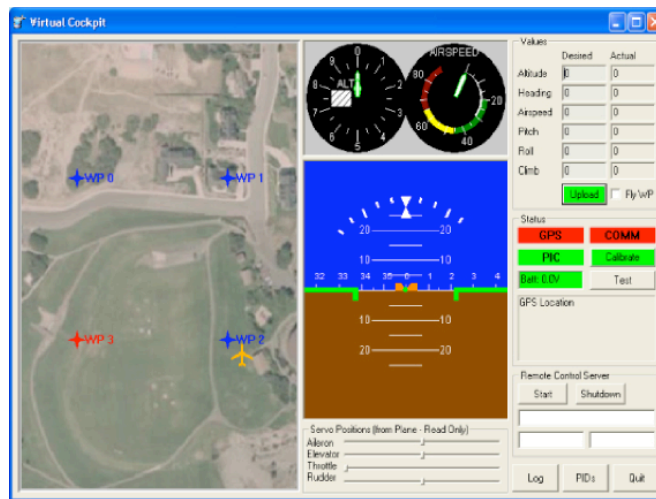 Virtual Cockpit
WP 0
WP 1
WP 3
WP 2
0
9
1
ALT
8
2
7
3
6
4
5
AIRSPEED
80
20
60
40
20
20
10
10
32 33 34 35 0 1 2 3 4
10
10
20
20
Servo Positions (from Plane - Read Only)
Aileron
Elevator
Throttle
Rudder
Values
Desired Actual
Altitude 0 0
Heading 0 0
Airspeed 0 0
Pitch 0 0
Roll 0 0
Climb 0 0
Upload Fly WP
Status
GPS COMM
PIC Calibrate
Batt: 0.0V Test
GPS Location
Remote Control Server
Start Shutdown
Log PIDs Quit